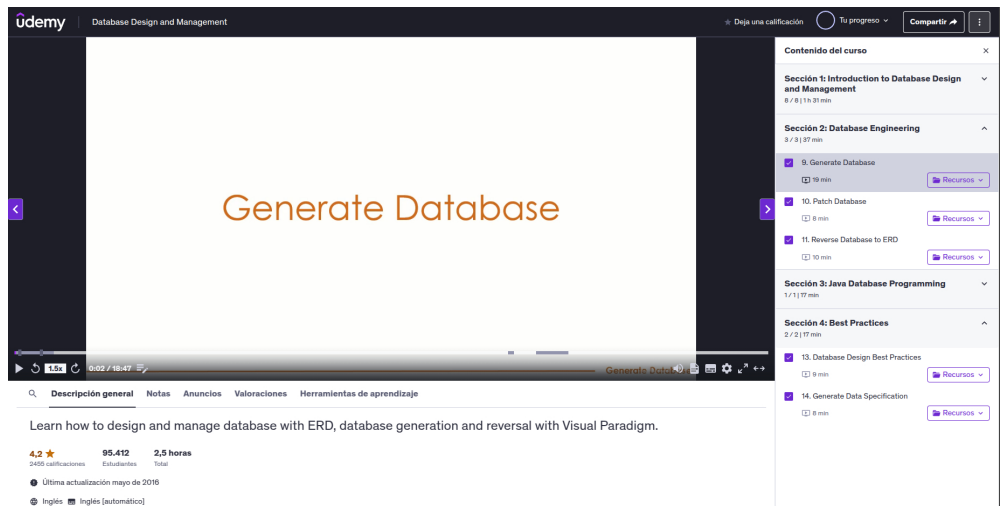 ûdemy
Database Design and Management
Deja una calificación
Tu progreso
Compartir
Generate Database
1.5x
0:02 / 18:47
Generate Database
Contenido del curso
Sección 1: Introduction to Database Design
and Management
8 / 8 | 1 h 31 min
Sección 2: Database Engineering
3 / 3 | 37 min
9. Generate Database
19 min
Recursos
10. Patch Database
8 min
Recursos
11. Reverse Database to ERD
10 min
Recursos
Sección 3: Java Database Programming
1 / 1 | 17 min
Sección 4: Best Practices
2 / 2 | 17 min
13. Database Design Best Practices
9 min
Recursos
14. Generate Data Specification
8 min
Recursos
Descripción general
Notas
Anuncios
Valoraciones
Herramientas de aprendizaje
Learn how to design and manage database with ERD, database generation and reversal with Visual Paradigm.
4,2 95.412 2,5 horas
2455 calificaciones Estudiantes Total
Última actualización mayo de 2016
Inglés Inglés [automático]